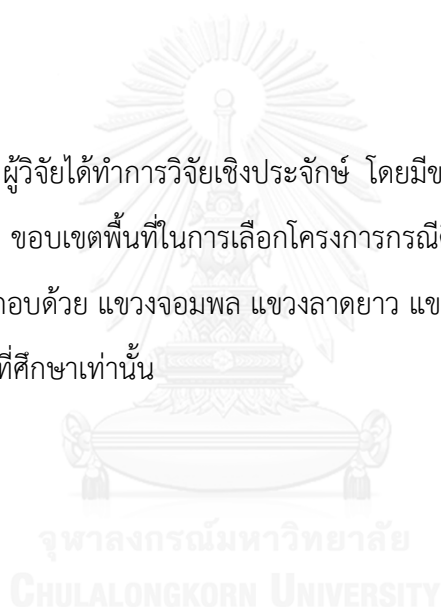 ผู้วิจัยได้ทำการวิจัยเชิงประจักษ์ โดยมีข
ขอบเขตพื้นที่ในการเลือกโครงการกรณี
กอบด้วย แขวงจอมพล แขวงลาดยาว แข
ที่ศึกษาเท่านั้น
จุฬาลงกรณ์มหาวิทยาลัย
CHULALONGKORN UNIVERSITY